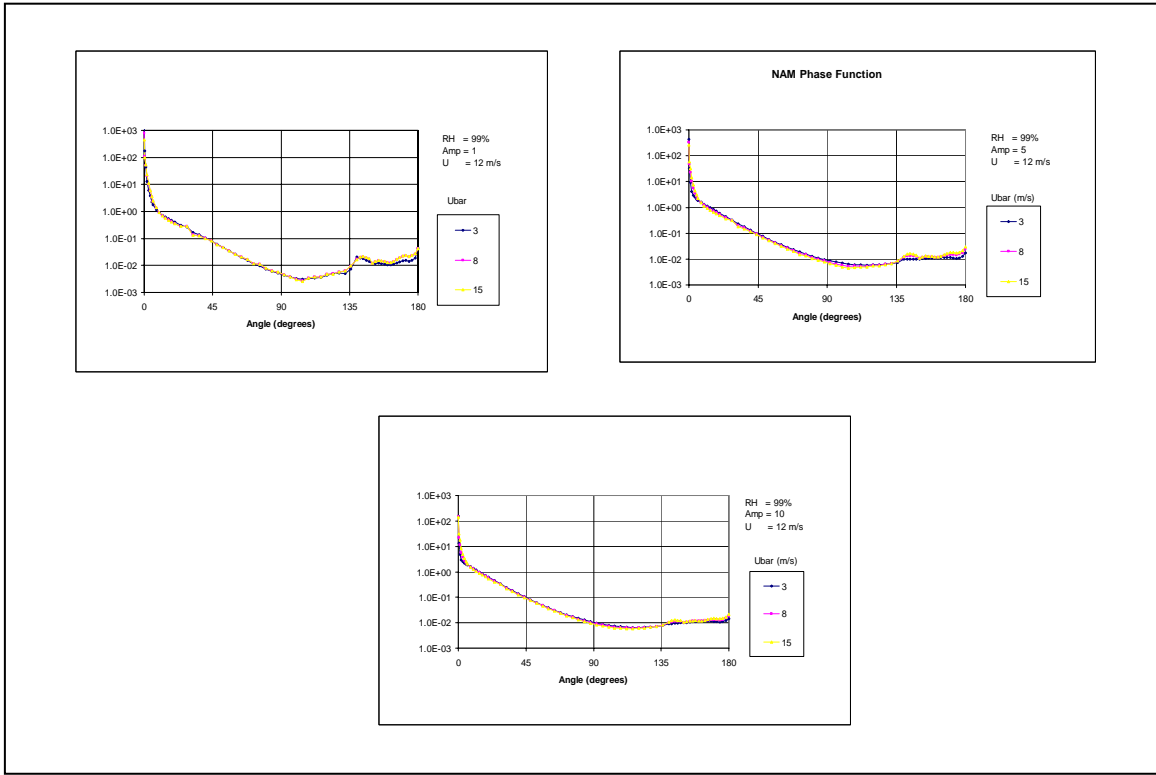 1.0E+03
1.0E+02
1.0E+01
1.0E+00
1.0E-01
1.0E-02
1.0E-03
0 45 90 135 180
Angle (degrees)
RH = 99%
Amp = 1
U = 12 m/s
Ubar
3
8
15
NAM Phase Function
1.0E+03
1.0E+02
1.0E+01
1.0E+00
1.0E-01
1.0E-02
1.0E-03
0 45 90 135 180
Angle (degrees)
RH = 99%
Amp = 5
U = 12 m/s
Ubar (m/s)
3
8
15
1.0E+03
1.0E+02
1.0E+01
1.0E+00
1.0E-01
1.0E-02
1.0E-03
0 45 90 135 180
Angle (degrees)
RH = 99%
Amp = 10
U = 12 m/s
Ubar (m/s)
3
8
15